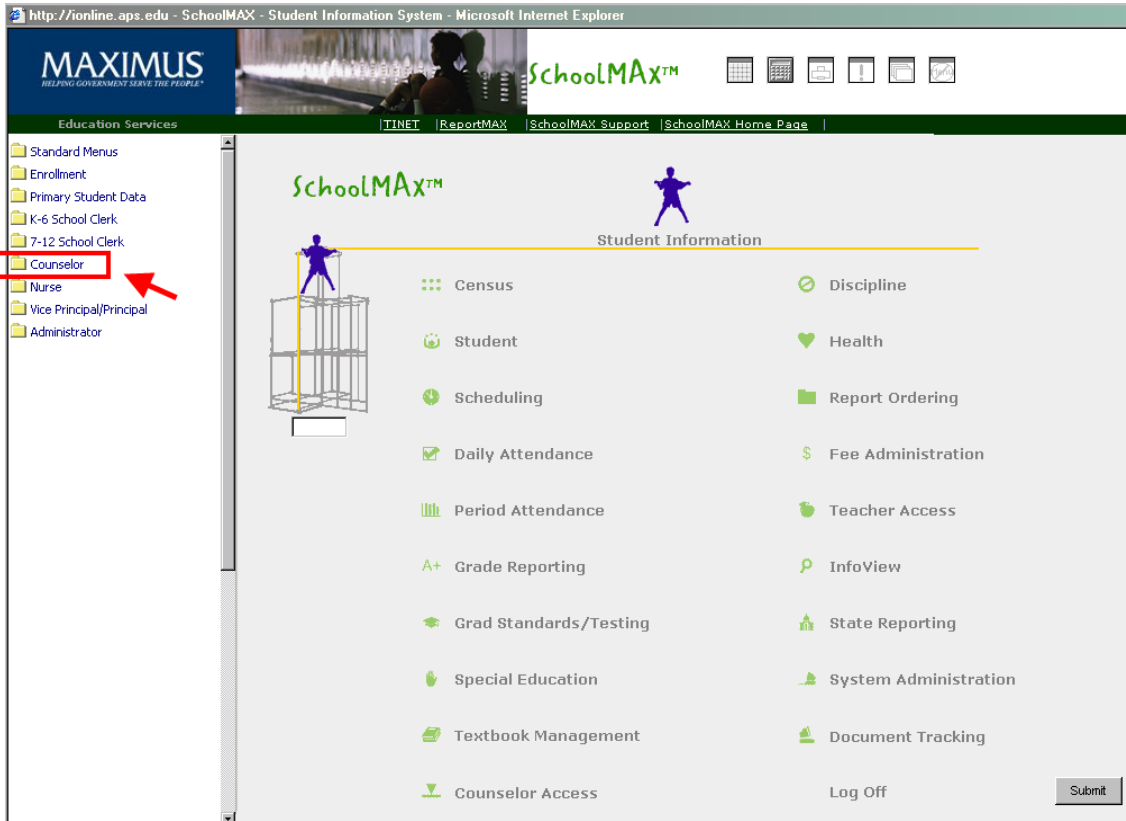 http://ionline.aps.edu - SchoolMAX - Student Information System - Microsoft Internet Explorer
MAXIMUS
HELPING GOVERNMENT SERVE THE PEOPLE®
SchoolMAX™
Education Services
|TINET |ReportMAX |SchoolMAX Support |SchoolMAX Home Page |
Standard Menus
Enrollment
Primary Student Data
K-6 School Clerk
7-12 School Clerk
Counselor
Nurse
Vice Principal/Principal
Administrator
SchoolMAX™
Student Information
Census
Discipline
Student
Health
Scheduling
Report Ordering
Daily Attendance
$ Fee Administration
Period Attendance
Teacher Access
A+ Grade Reporting
InfoView
Grad Standards/Testing
State Reporting
Special Education
System Administration
Textbook Management
Document Tracking
Counselor Access
Log Off
Submit